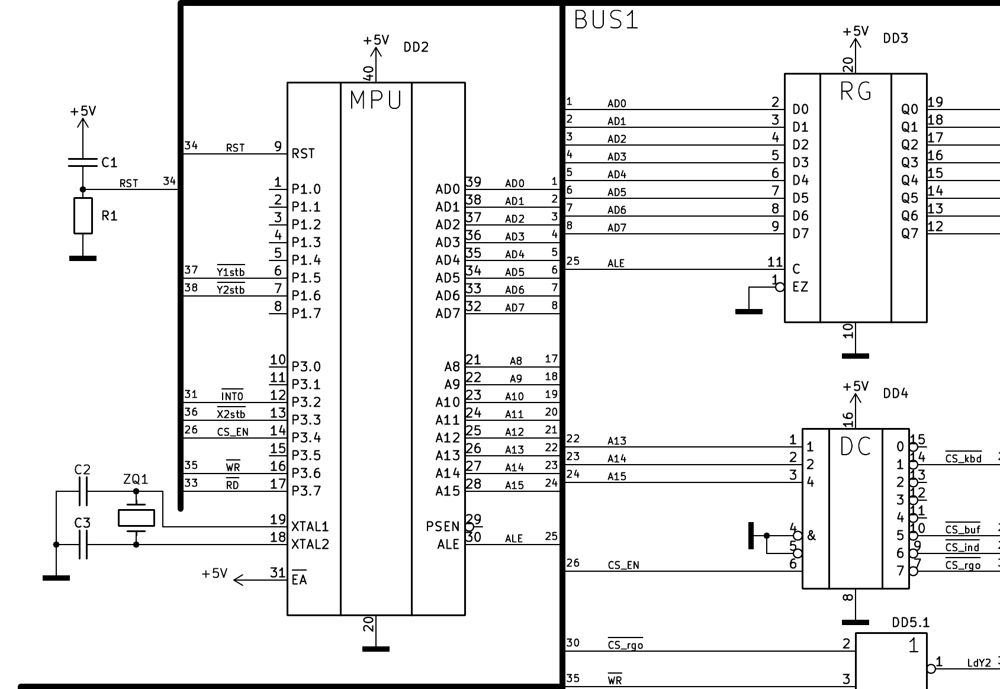 BUS1
+5V
DD2
40
MPU
+5V
34 RST 9 RST
C1
RST 34
R1
1 P1.0
2 P1.1
3 P1.2
4 P1.3
5 P1.4
37 Y1stb 6 P1.5
38 Y2stb 7 P1.6
8 P1.7
10 P3.0
11 P3.1
31 INT0 12 P3.2
36 X2stb 13 P3.3
26 CS_EN 14 P3.4
15 P3.5
35 WR 16 P3.6
33 RD 17 P3.7
C2
ZQ1
C3
19 XTAL1
18 XTAL2
+5V 31 EA
20
AD0 39 AD0 1
AD1 38 AD1 2
AD2 37 AD2 3
AD3 36 AD3 4
AD4 35 AD4 5
AD5 34 AD5 6
AD6 33 AD6 7
AD7 32 AD7 8
A8 21 A8 17
A9 22 A9 18
A10 23 A10 19
A11 24 A11 20
A12 25 A12 21
A13 26 A13 22
A14 27 A14 23
A15 28 A15 24
PSEN 29
ALE 30 ALE 25
+5V
DD3
20
RG
1 AD0 2 D0 Q0 19
2 AD1 3 D1 Q1 18
3 AD2 4 D2 Q2 17
4 AD3 5 D3 Q3 16
5 AD4 6 D4 Q4 15
6 AD5 7 D5 Q5 14
7 AD6 8 D6 Q6 13
8 AD7 9 D7 Q7 12
25 ALE 11 C
1 EZ
10
+5V
DD4
16
DC
22 A13 1 1
23 A14 2 2
24 A15 3 4
4 &
5
26 CS_EN 6
0 15
1 14 CS_kbd
2 13
3 12
4 11
5 10 CS_buf
6 9 CS_ind
7 7 CS_rgo
8
DD5.1
30 CS_rgo 2
1
1 LdY2
35 WR 3